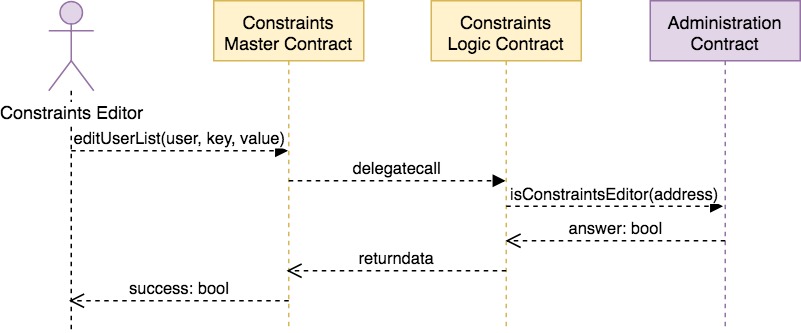 Constraints
Master Contract
Constraints
Logic Contract
Administration
Contract
Constraints Editor
editUserList(user, key, value)
delegatecall
isConstraintsEditor(address)
answer: bool
returndata
success: bool